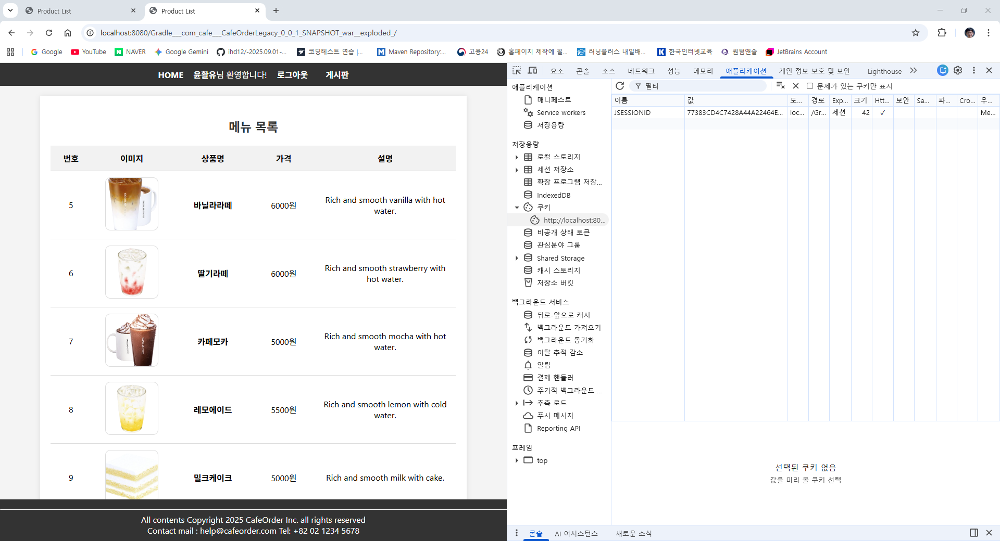 Product List
Product List
localhost:8080/Gradle___com_cafe___CafeOrderLegacy_0_0_1_SNAPSHOT_war__exploded_/
Google
YouTube
NAVER
Google Gemini
ihd12/-2025.09.01-...
코딩테스트 연습 |...
Maven Repository:...
고용24
홈페이지 제작에 필...
러닝플러스 내일배...
한국인터넷교육
퀀텀앤솔
JetBrains Account
HOME 윤활유님 환영합니다! 로그아웃 게시판
메뉴 목록
번호 이미지 상품명 가격 설명
5 바닐라라떼 6000원 Rich and smooth vanilla with hot
water.
6 딸기라떼 6000원 Rich and smooth strawberry with
hot water.
7 카페모카 5000원 Rich and smooth mocha with hot
water.
8 레모에이드 5500원 Rich and smooth lemon with cold
water.
9 밀크케이크 5000원 Rich and smooth milk with cake.
All contents Copyright 2025 CafeOrder Inc. all rights reserved
Contact mail : help@cafeorder.com Tel: +82 02 1234 5678
요소 콘솔 소스 네트워크 성능 메모리 애플리케이션 개인 정보 보호 및 보안 Lighthouse
애플리케이션
매니페스트
Service workers
저장용량
저장용량
로컬 스토리지
세션 저장소
확장 프로그램 저장...
IndexedDB
쿠키
http://localhost:80...
비공개 상태 토큰
관심분야 그룹
Shared Storage
캐시 스토리지
저장소 버킷
백그라운드 서비스
뒤로-앞으로 캐시
백그라운드 가져오기
백그라운드 동기화
이탈 추적 감소
알림
결제 핸들러
주기적 백그라운드 ...
추측 로드
푸시 메시지
Reporting API
프레임
top
필터
문제가 있는 쿠키만 표시
이름 값 도... 경로 Exp... 크기 Htt... 보안 Sa... 파... Cro... 우...
JSESSIONID 77383CD4C7428A44A22464E... loc... /Gr... 세션 42 ✓ Me...
선택된 쿠키 없음
값을 미리 볼 쿠키 선택
콘솔 AI 어시스턴스 새로운 소식